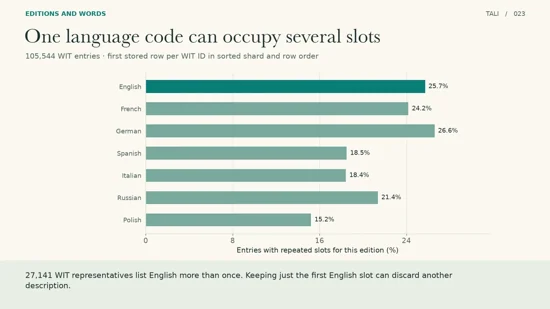 EDITIONS AND WORDS
TALI / 023
One language code can occupy several slots
105,544 WIT entries · first stored row per WIT ID in sorted shard and row order
English 25.7%
French 24.2%
German 26.6%
Spanish 18.5%
Italian 18.4%
Russian 21.4%
Polish 15.2%
0 8 16 24
Entries with repeated slots for this edition (%)
27,141 WIT representatives list English more than once. Keeping just the first English slot can discard another
description.